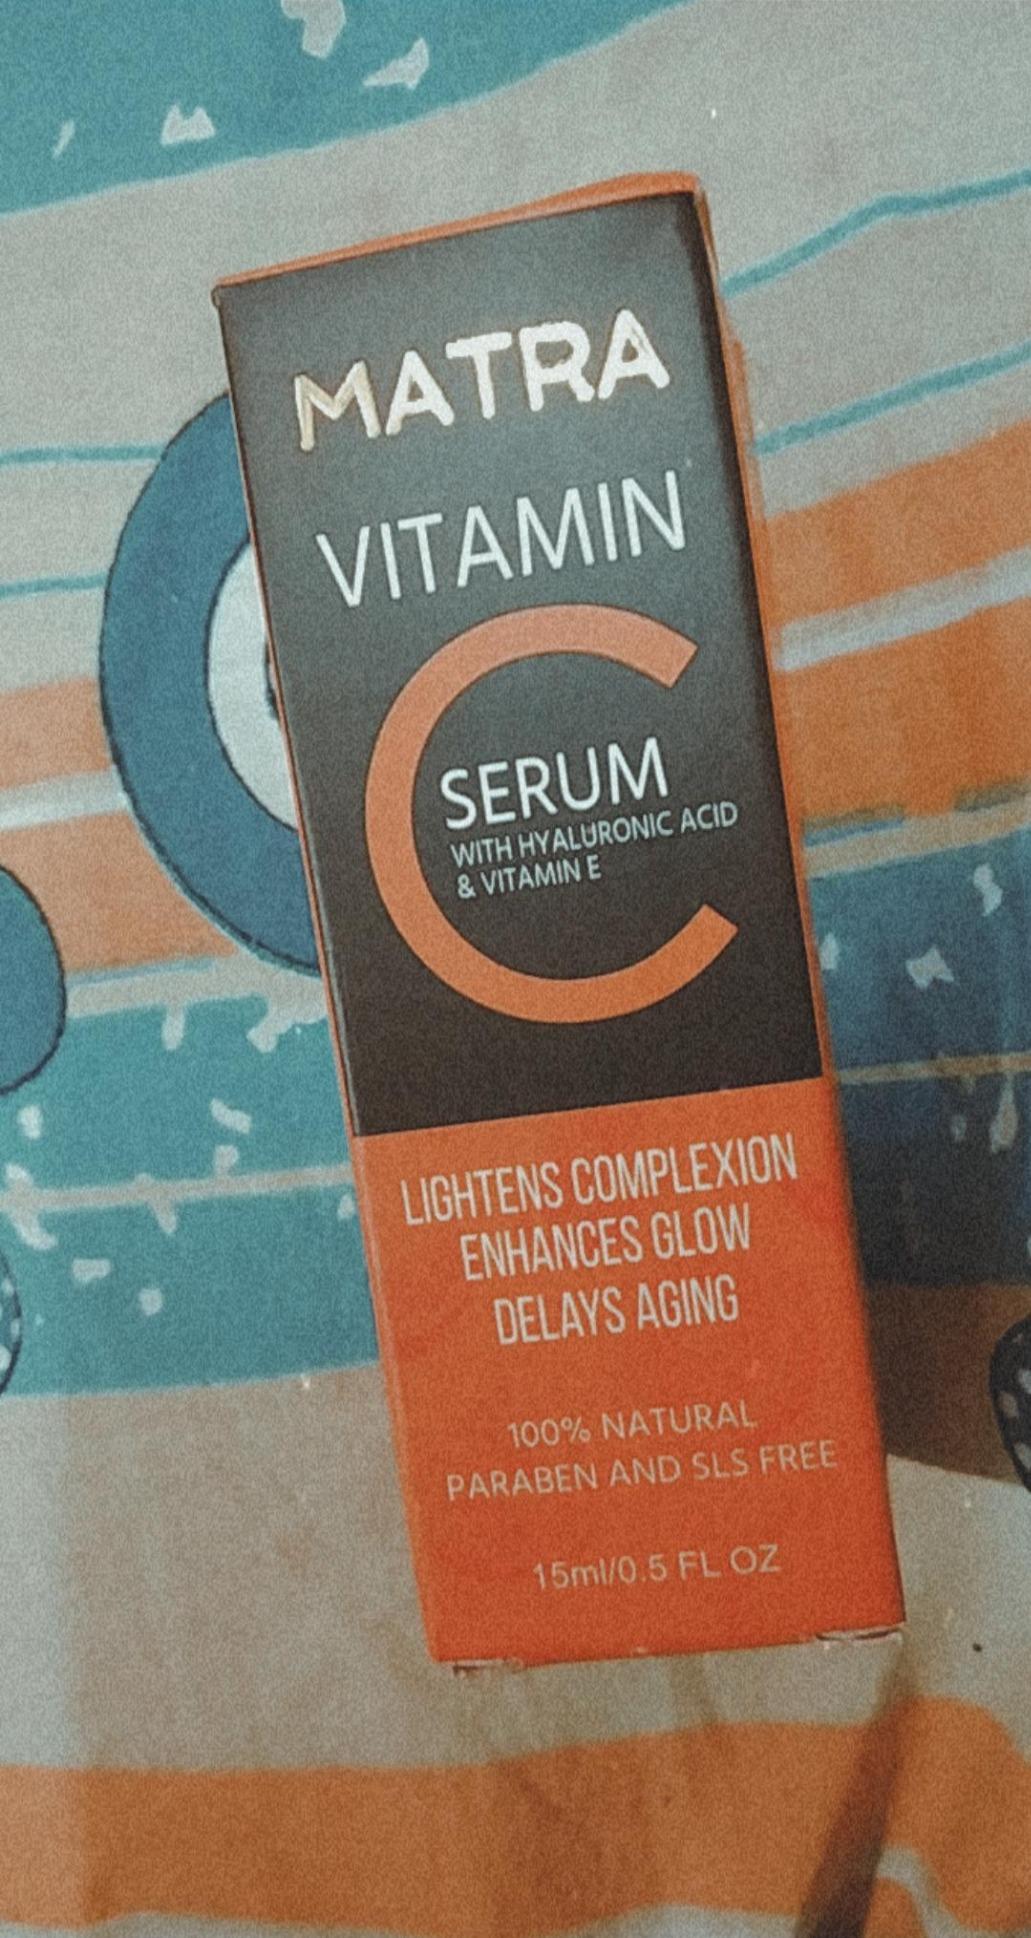 MATRA
VITAMIN
C
SERUM
WITH HYALURONIC ACID
& VITAMIN E
LIGHTENS COMPLEXION
ENHANCES GLOW
DELAYS AGING
100% NATURAL
PARABEN AND SLS FREE
15ml/0.5 FL OZ